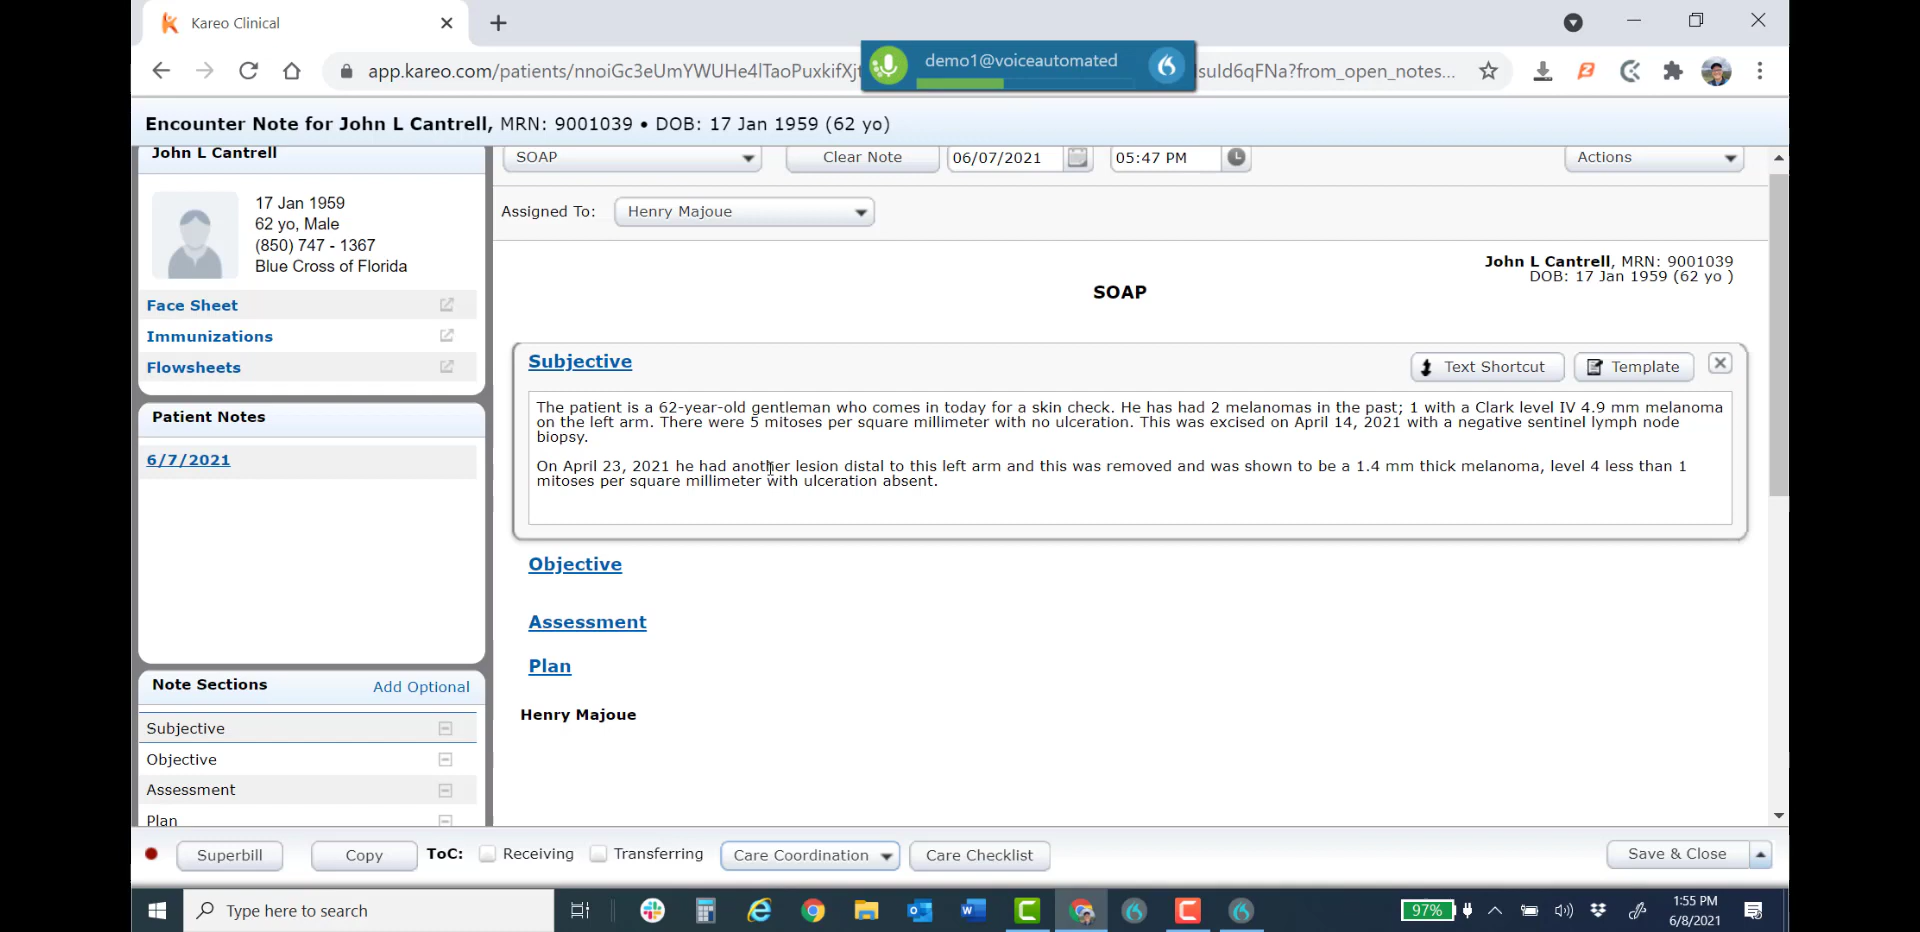 Kareo Clinical
demo1@voiceautomated
app.kareo.com/patients/nnoiGc3eUmYWUHe4lTaoPuxkifXj
suId6qFNa?from_open_notes...
Encounter Note for John L Cantrell, MRN: 9001039 • DOB: 17 Jan 1959 (62 yo)
John L Cantrell
17 Jan 1959
62 yo, Male
(850) 747 - 1367
Blue Cross of Florida
Face Sheet
Immunizations
Flowsheets
Patient Notes
6/7/2021
Note Sections Add Optional
Subjective
Objective
Assessment
Plan
SOAP Clear Note 06/07/2021 05:47 PM Actions
Assigned To: Henry Majoue
John L Cantrell, MRN: 9001039
DOB: 17 Jan 1959 (62 yo )
SOAP
Subjective Text Shortcut Template
The patient is a 62-year-old gentleman who comes in today for a skin check. He has had 2 melanomas in the past; 1 with a Clark level IV 4.9 mm melanoma
on the left arm. There were 5 mitoses per square millimeter with no ulceration. This was excised on April 14, 2021 with a negative sentinel lymph node
biopsy.
On April 23, 2021 he had another lesion distal to this left arm and this was removed and was shown to be a 1.4 mm thick melanoma, level 4 less than 1
mitoses per square millimeter with ulceration absent.
Objective
Assessment
Plan
Henry Majoue
Superbill Copy ToC: Receiving Transferring Care Coordination Care Checklist Save & Close
Type here to search
97%
1:55 PM
6/8/2021